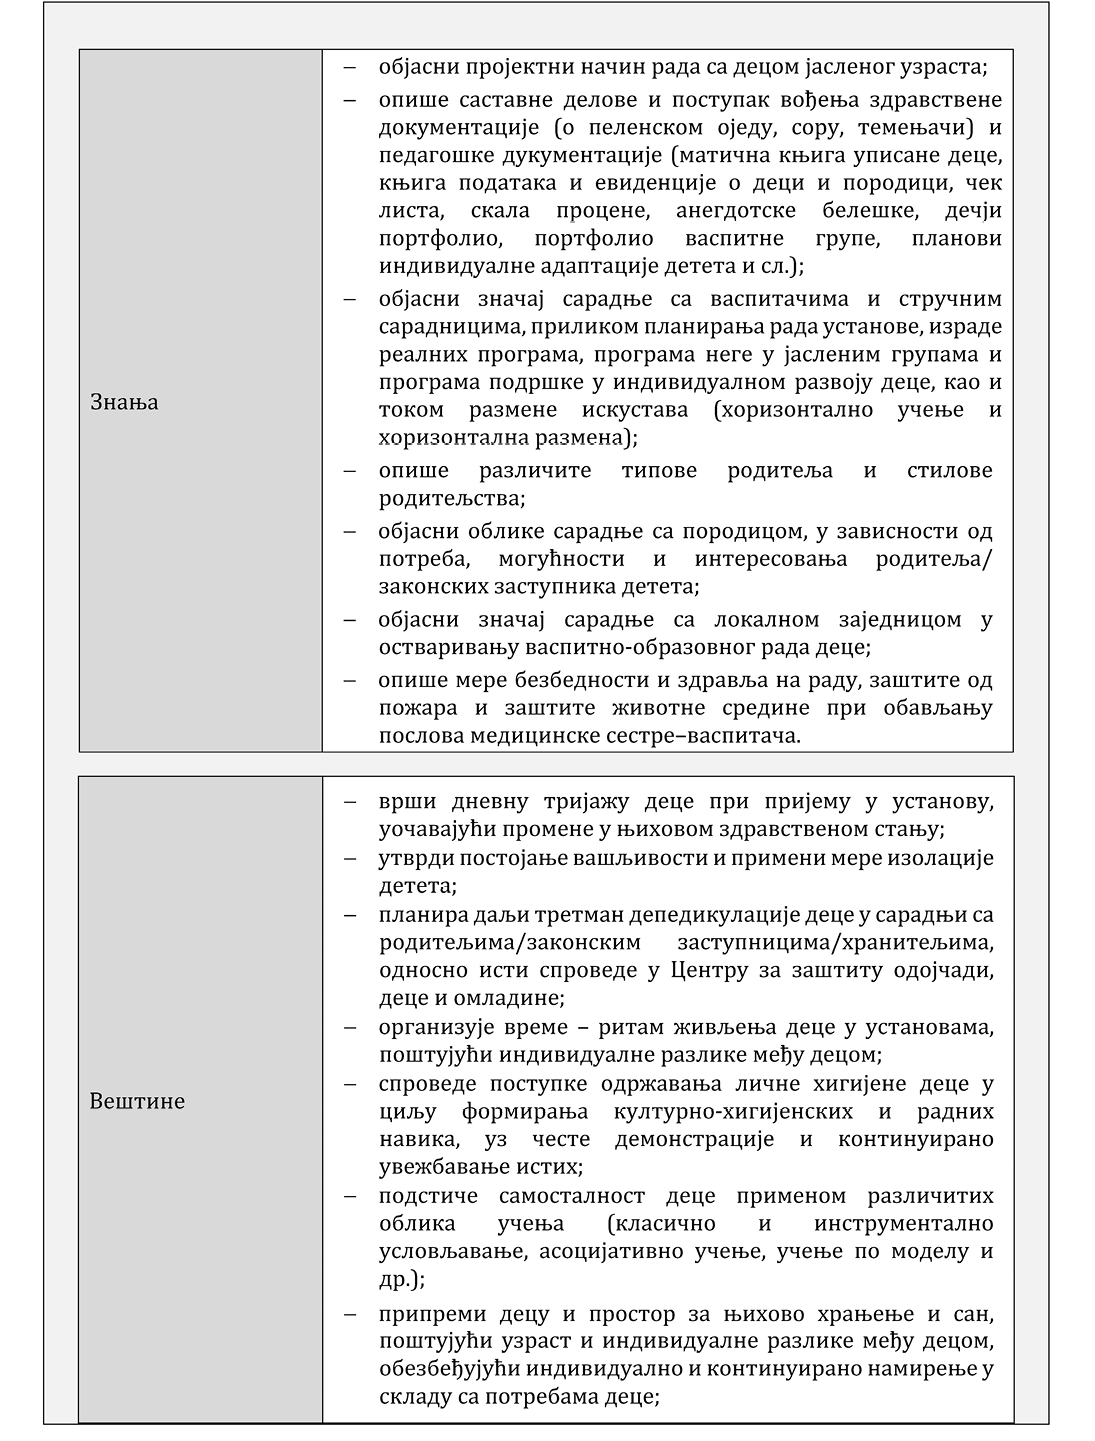 – објасни пројектни начин рада са децом јасленог узраста;
– опише саставне делове и поступак вођења здравствене
документације (о пеленском оједу, сору, темењачи) и
педагошке дукументације (матична књига уписане деце,
књига података и евиденције о деци и породици, чек
листа, скала процене, анегдотске белешке, дечји
портфолио, портфолио васпитне групе, планови
индивидуалне адаптације детета и сл.);
– објасни значај сарадње са васпитачима и стручним
сарадницима, приликом планирања рада установе, израде
реалних програма, програма неге у јасленим групама и
програма подршке у индивидуалном развоју деце, као и
Знања
током размене искустава (хоризонтално учење и
хоризонтална размена);
– опише различите типове родитеља и стилове
родитељства;
– објасни облике сарадње са породицом, у зависности од
потреба, могућности и интересовања родитеља/
законских заступника детета;
– објасни значај сарадње са локалном заједницом у
остваривању васпитно-образовног рада деце;
– опише мере безбедности и здравља на раду, заштите од
пожара и заштите животне средине при обављању
послова медицинске сестре–васпитача.
– врши дневну тријажу деце при пријему у установу,
уочавајући промене у њиховом здравственом стању;
– утврди постојање вашљивости и примени мере изолације
детета;
– планира даљи третман депедикулације деце у сарадњи са
родитељима/законским заступницима/хранитељима,
односно исти спроведе у Центру за заштиту одојчади,
деце и омладине;
– организује време – ритам живљења деце у установама,
поштујући индивидуалне разлике међу децом;
– спроведе поступке одржавања личне хигијене деце у
Вештине
циљу формирања културно-хигијенских и радних
навика, уз честе демонстрације и континуирано
увежбавање истих;
– подстиче самосталност деце применом различитих
облика учења (класично и инструментално
условљавање, асоцијативно учење, учење по моделу и
др.);
– припреми децу и простор за њихово храњење и сан,
поштујући узраст и индивидуалне разлике међу децом,
обезбеђујући индивидуално и континуирано намирење у
складу са потребама деце;